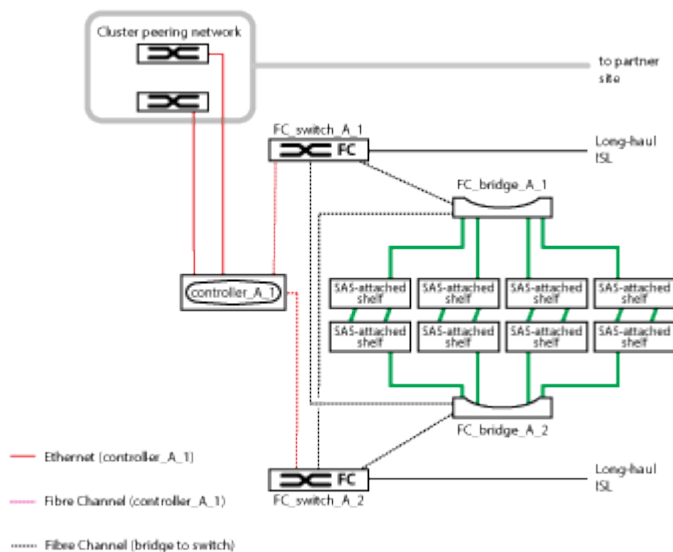 Cluster peering network
to partner
site
FC_switch_A_1
FC
Long-haul
ISL
FC_bridge_A_1
controller_A_1
SAS-attached
shelf
SAS-attached
shelf
SAS-attached
shelf
SAS-attached
shelf
SAS-attached
shelf
SAS-attached
shelf
SAS-attached
shelf
SAS-attached
shelf
FC_bridge_A_2
Ethernet (controller_A_1)
FC
Long-haul
ISL
FC_switch_A_2
Fibre Channel (controller_A_1)
Fibre Channel (bridge to switch)